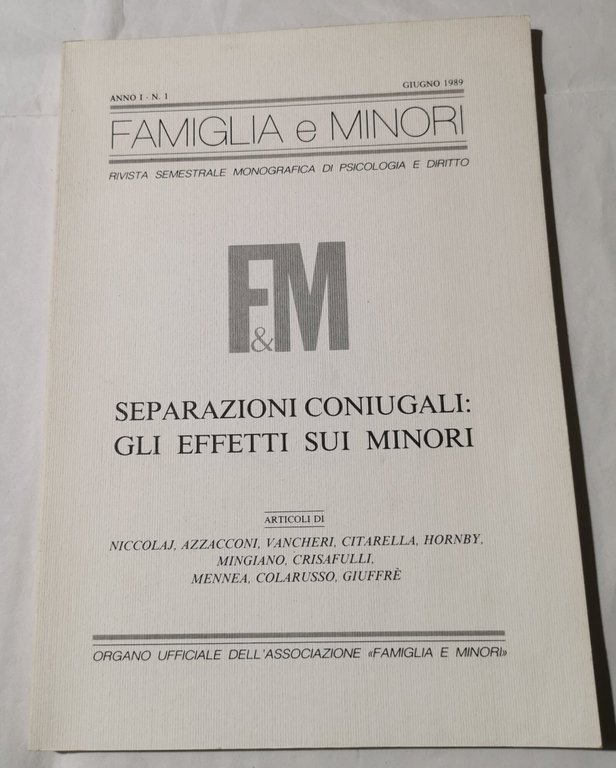 ANNO I - N. 1
GIUGNO 1989
FAMIGLIA e MINORI
RIVISTA SEMESTRALE MONOGRAFICA DI PSICOLOGIA E DIRITTO
F&M
SEPARAZIONI CONIUGALI:
GLI EFFETTI SUI MINORI
ARTICOLI DI
NICCOLAJ, AZZACCONI, VANCHERI, CITARELLA, HORNBY,
MINGIANO, CRISAFULLI,
MENNEA, COLARUSSO, GIUFFRÈ
ORGANO UFFICIALE DELL'ASSOCIAZIONE «FAMIGLIA E MINORI»